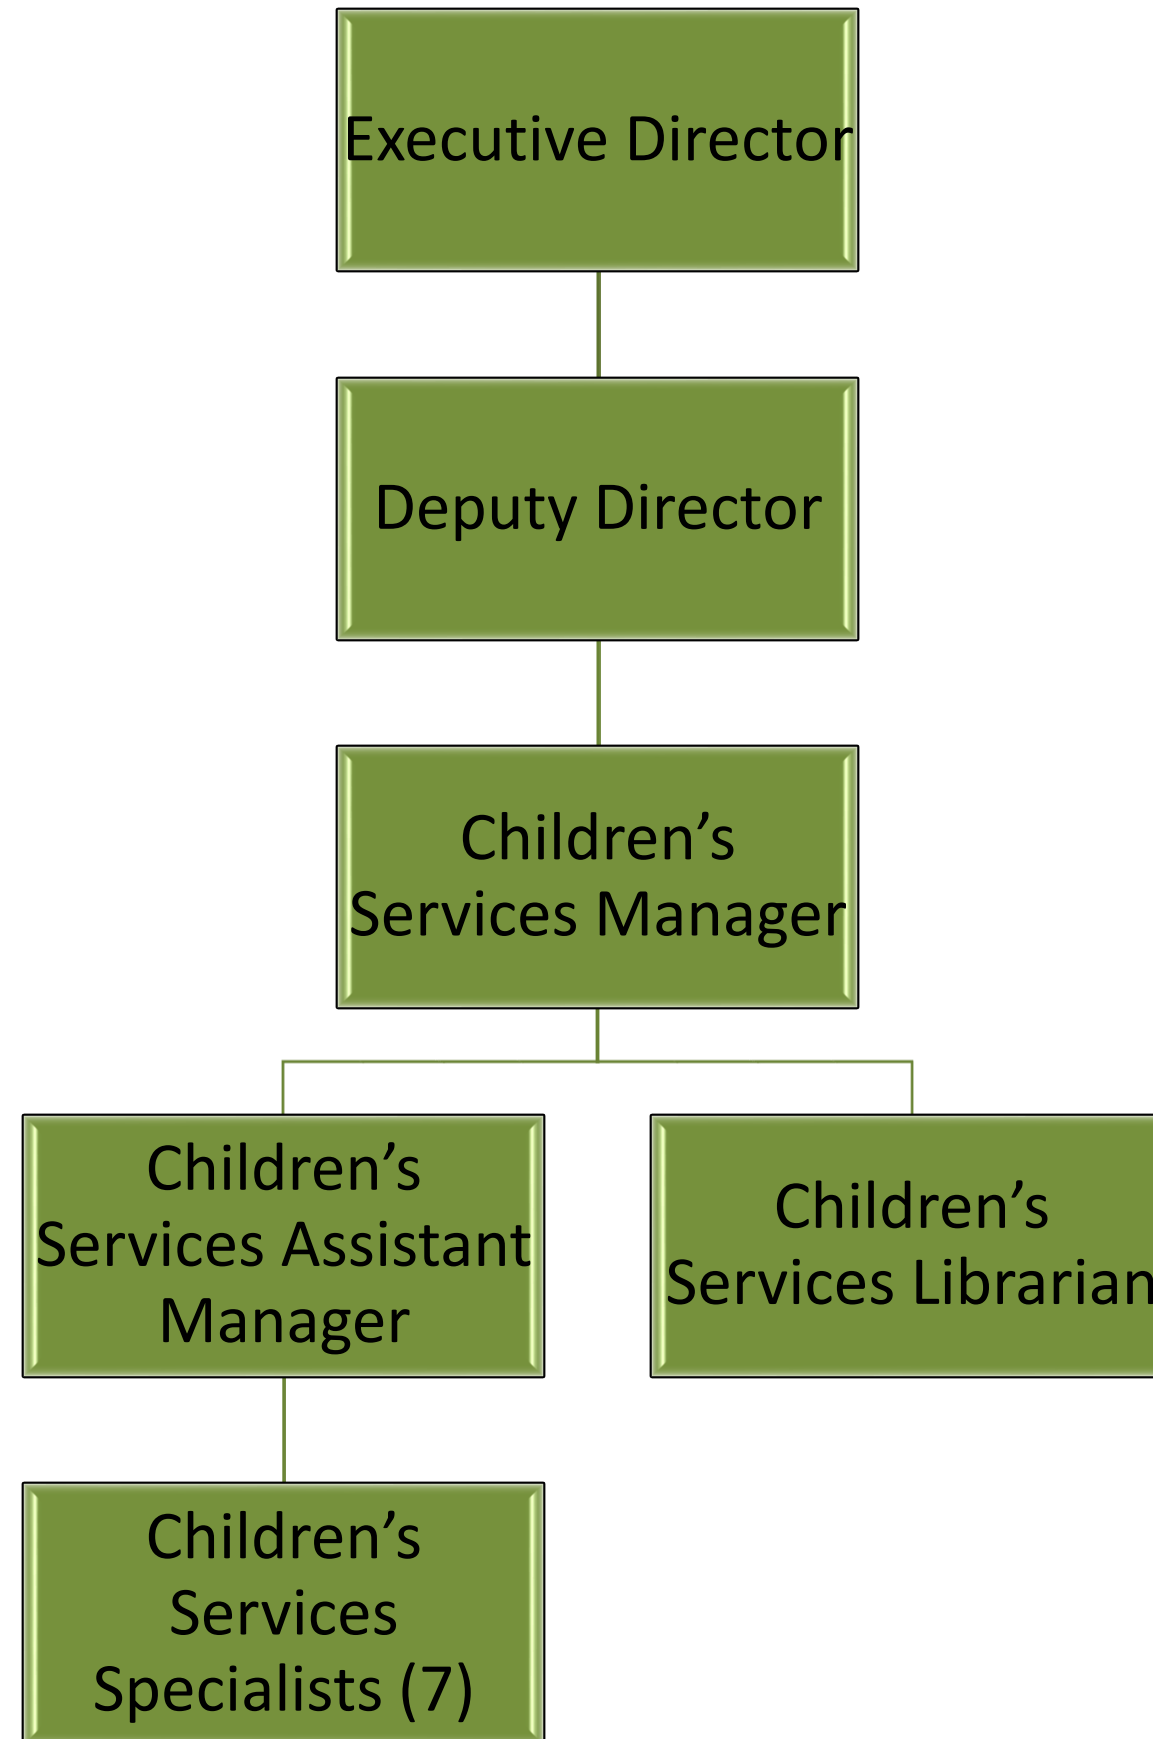 Executive Director
Deputy Director
Children’s
Services Manager
Children’s
Services Assistant
Manager
Children’s
Services Librarian
Children’s
Services
Specialists (7)